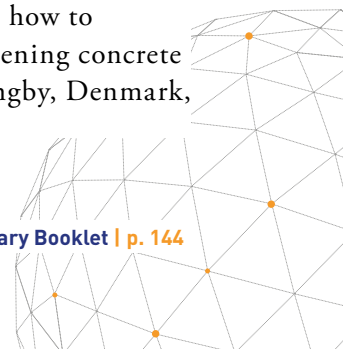 how to
ening concrete
ngby, Denmark,
ary Booklet | p. 144